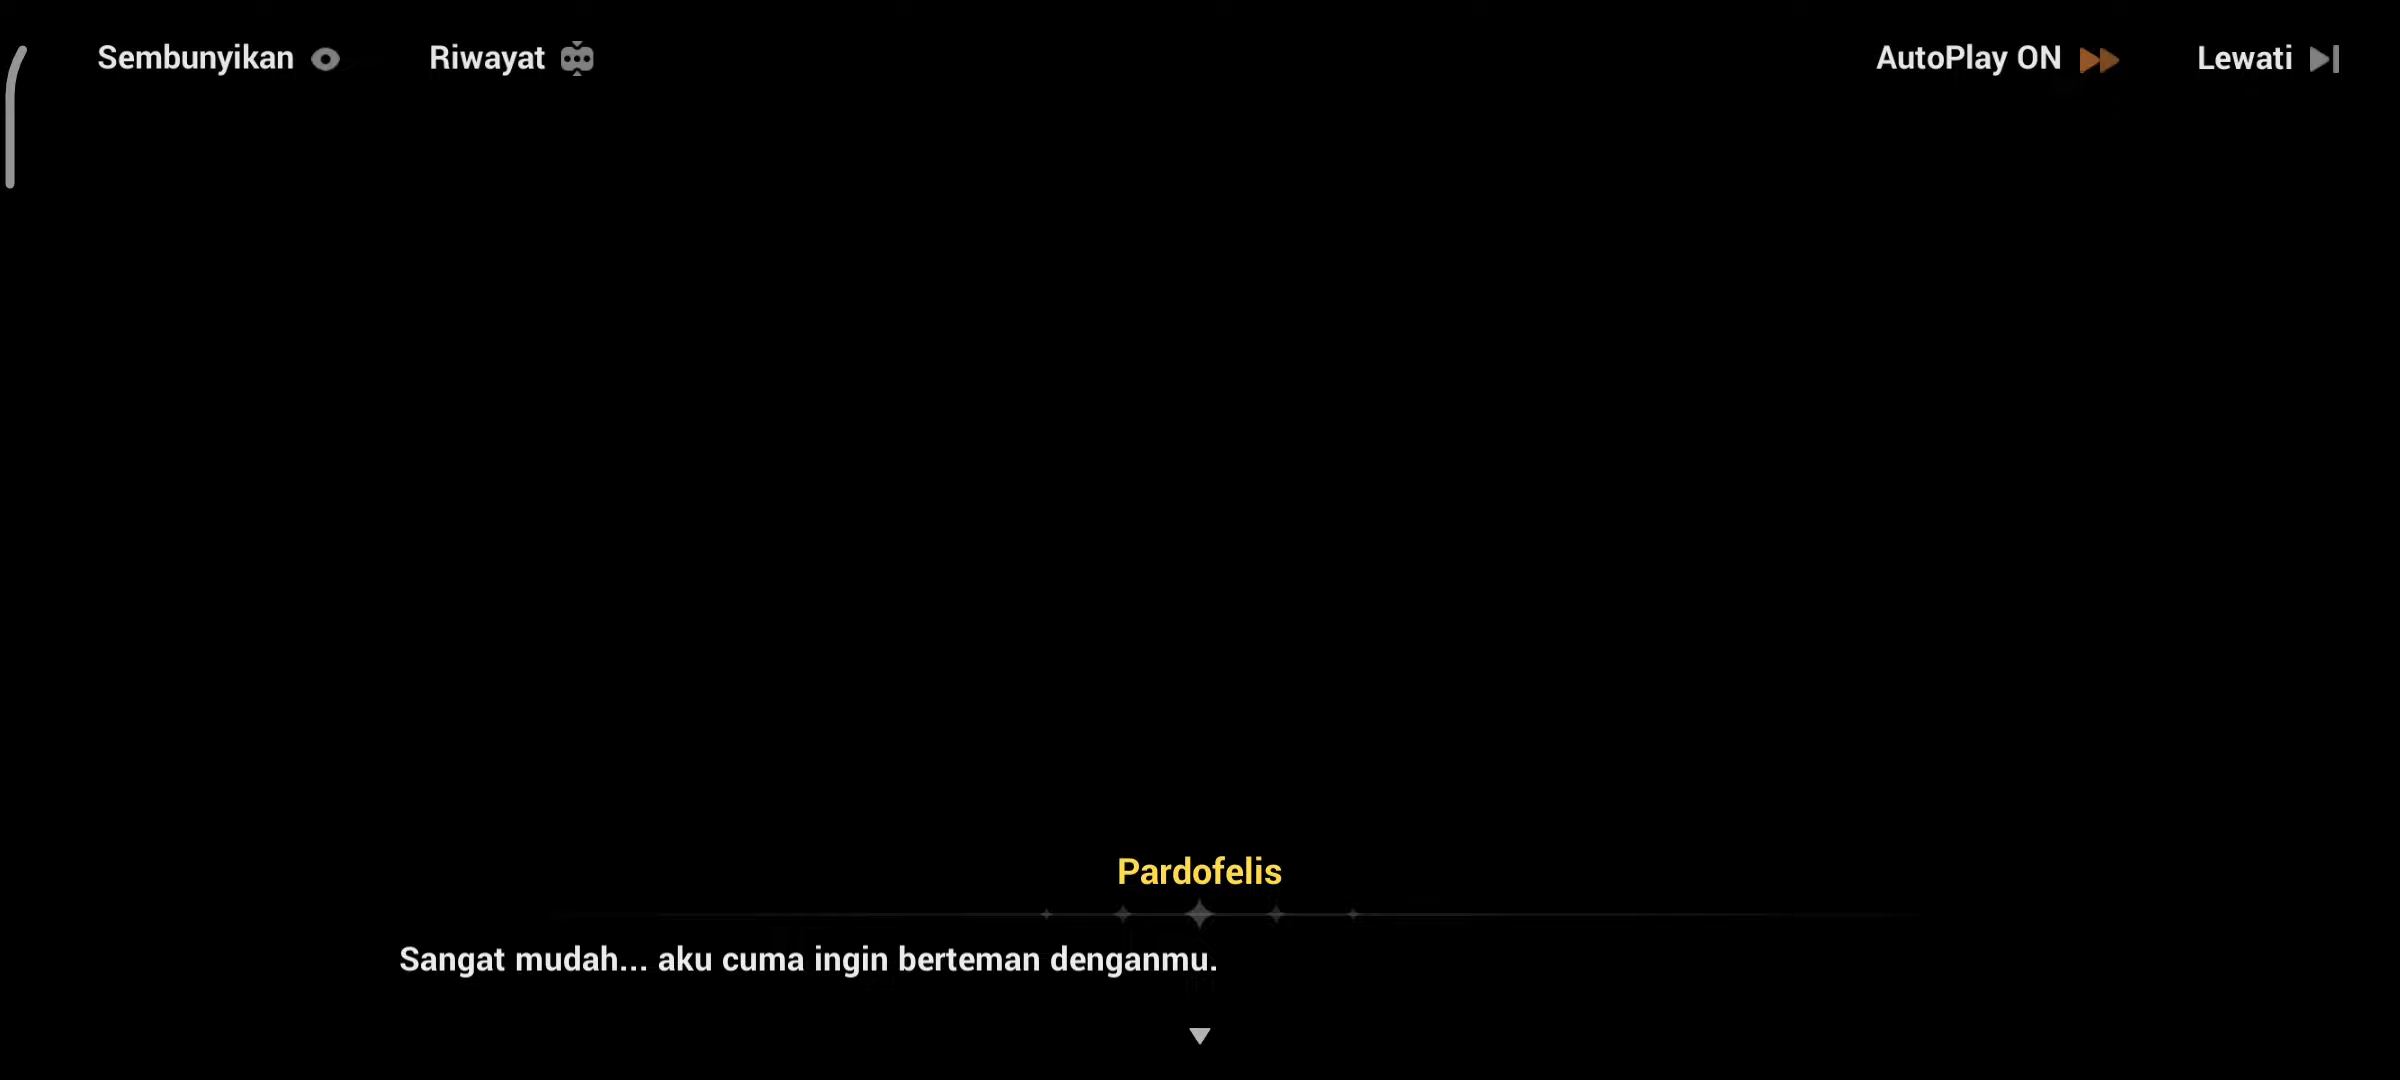 Sembunyikan
Riwayat
AutoPlay ON
Lewati
Pardofelis
Sangat mudah... aku cuma ingin berteman denganmu.